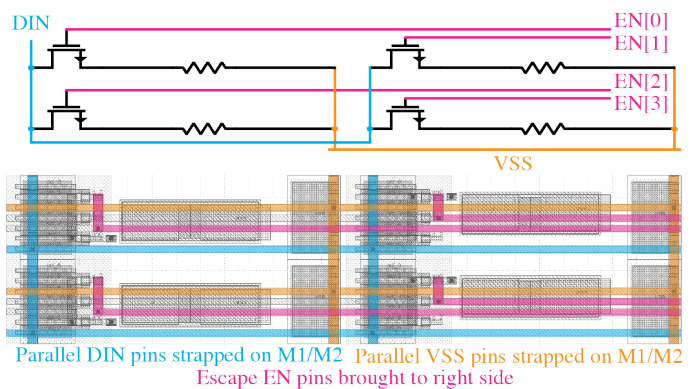 DIN
EN[0]
EN[1]
EN[2]
EN[3]
VSS
Parallel DIN pins strapped on M1/M2
Parallel VSS pins strapped on M1/M2
Escape EN pins brought to right side